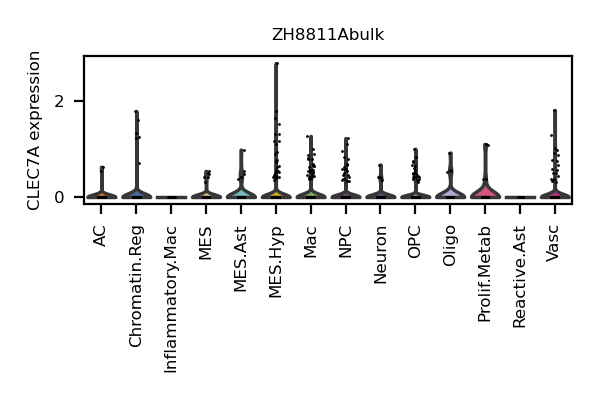 ZH8811Abulk
CLEC7A expression
2
0
AC
Chromatin.Reg
Inflammatory.Mac
MES
MES.Ast
MES.Hyp
Mac
NPC
Neuron
OPC
Oligo
Prolif.Metab
Reactive.Ast
Vasc